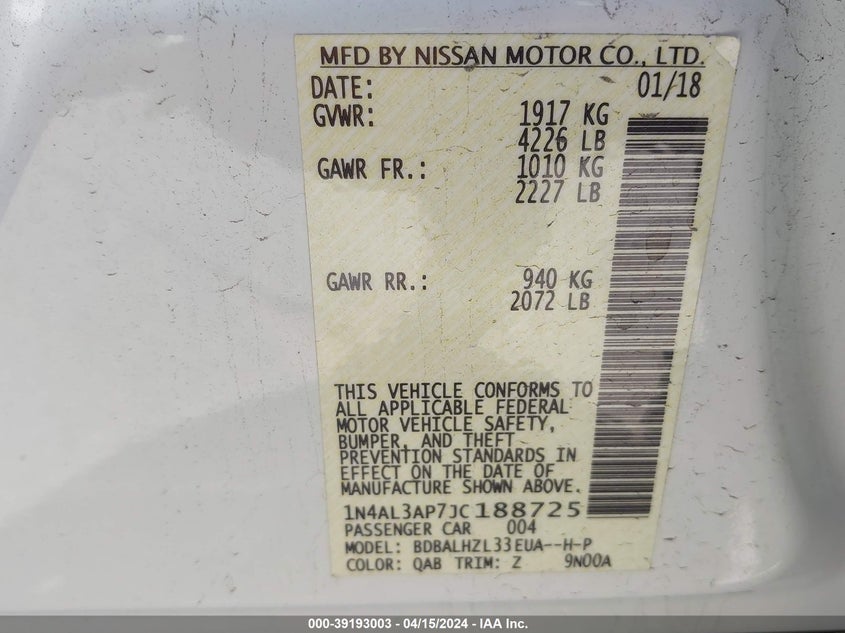 MFD BY NISSAN MOTOR CO., LTD.
DATE: 01/18
GVWR: 1917 KG
4226 LB
GAWR FR.: 1010 KG
2227 LB
GAWR RR.: 940 KG
2072 LB
THIS VEHICLE CONFORMS TO
ALL APPLICABLE FEDERAL
MOTOR VEHICLE SAFETY,
BUMPER, AND THEFT
PREVENTION STANDARDS IN
EFFECT ON THE DATE OF
MANUFACTURE SHOWN ABOVE.
1N4AL3AP7JC188725
PASSENGER CAR 004
MODEL: BDBALHZL33EUA--H-P
COLOR: QAB TRIM: Z 9N00A
000-39193003 - 04/15/2024 - IAA Inc.